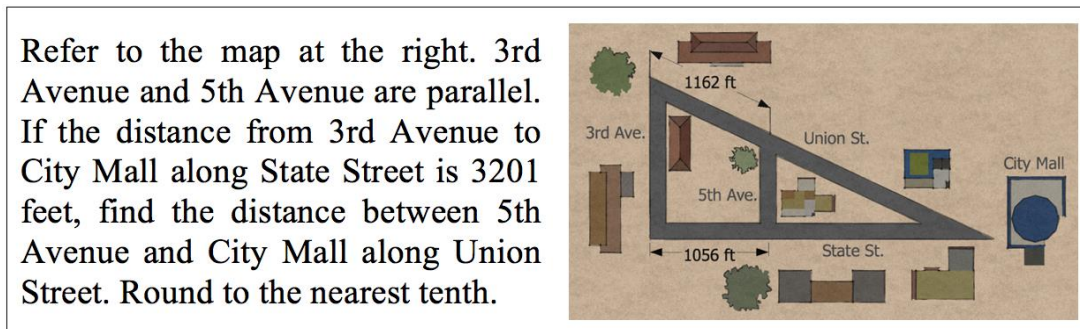 Refer to the map at the right. 3rd
Avenue and 5th Avenue are parallel.
If the distance from 3rd Avenue to
City Mall along State Street is 3201
feet, find the distance between 5th
Avenue and City Mall along Union
Street. Round to the nearest tenth.
1162 ft
3rd Ave.
Union St.
City Mall
5th Ave.
State St.
1056 ft